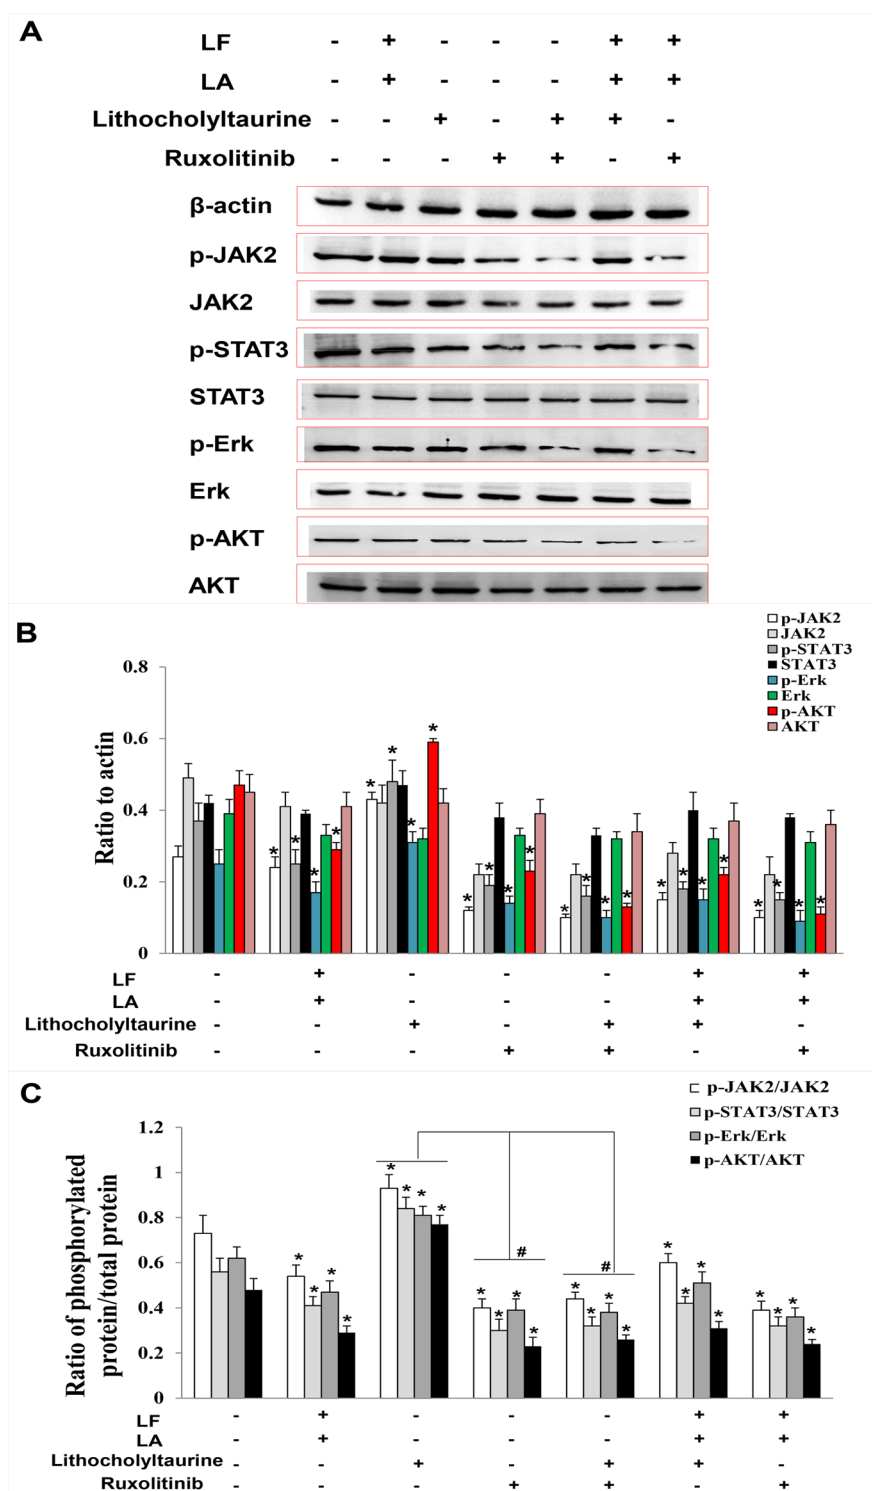 A
LF - + - - - + +
LA - + - - - + +
Lithocholyltaurine - - + - + + -
Ruxolitinib - - - + + - +
β-actin
p-JAK2
JAK2
p-STAT3
STAT3
p-Erk
Erk
p-AKT
AKT
B
p-JAK2
JAK2
p-STAT3
STAT3
p-Erk
Erk
p-AKT
AKT
Ratio to actin
0.8
0.6
0.4
0.2
0
* * * * * * * * * * * * * * * * * * * * * * * *
LF - + - - - + +
LA - + - - - + +
Lithocholyltaurine - - + - + + -
Ruxolitinib - - - + + - +
C
p-JAK2/JAK2
p-STAT3/STAT3
p-Erk/Erk
p-AKT/AKT
Ratio of phosphorylated
protein/total protein
1.2
1
0.8
0.6
0.4
0.2
0
# #
* * * * * * * * * * * * * * * * * * * * * * * *
LF - + - - - + +
LA - + - - - + +
Lithocholyltaurine - - + - + + -
Ruxolitinib - - - + + - +